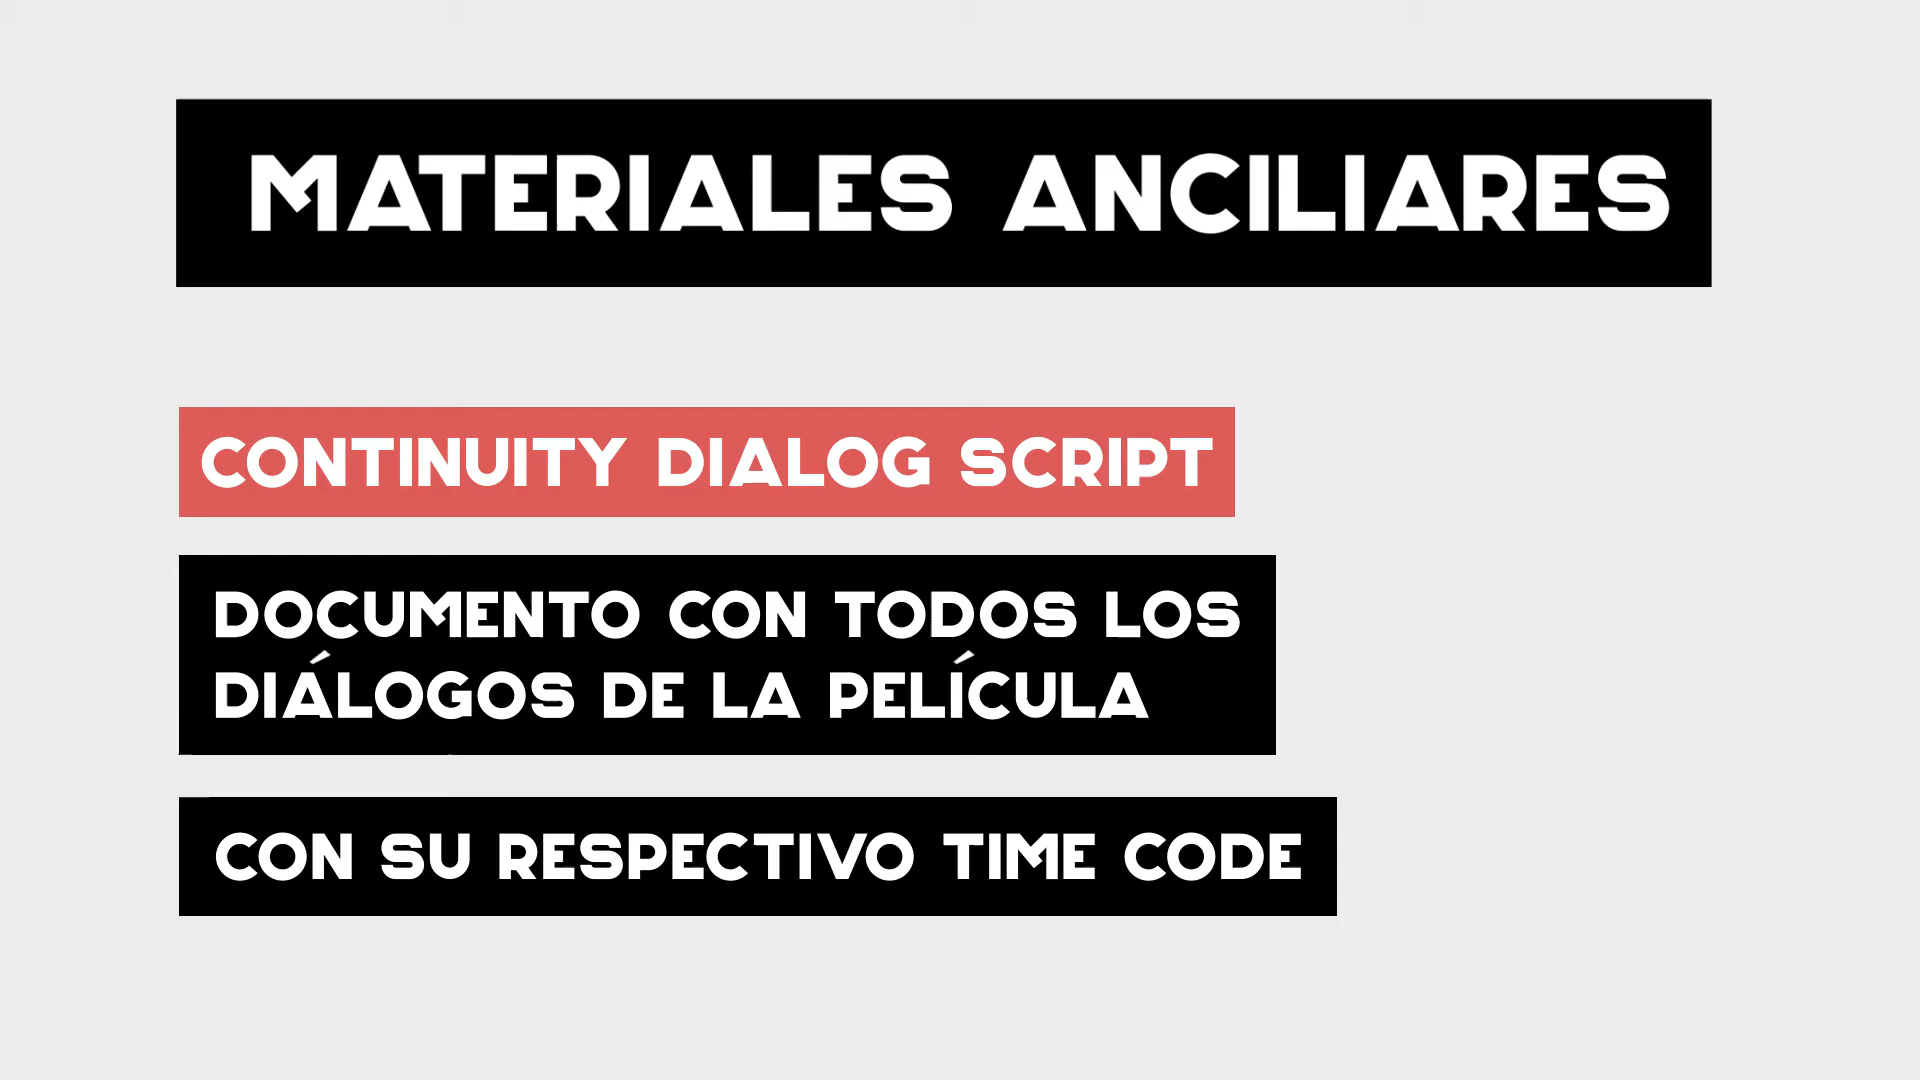 MATERIALES ANCILIARES
CONTINUITY DIALOG SCRIPT
DOCUMENTO CON TODOS LOS
DIÁLOGOS DE LA PELÍCULA
CON SU RESPECTIVO TIME CODE